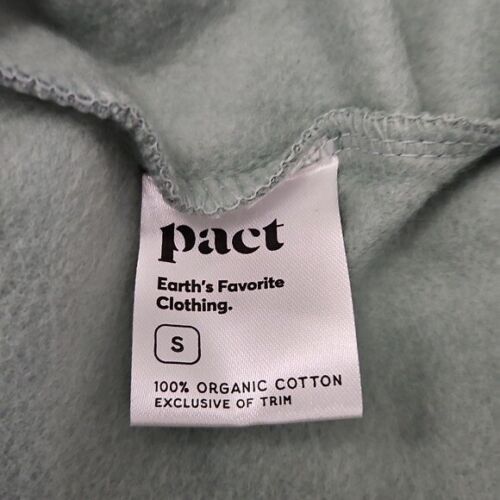 pact
Earth's Favorite
Clothing.
S
100% ORGANIC COTTON
EXCLUSIVE OF TRIM